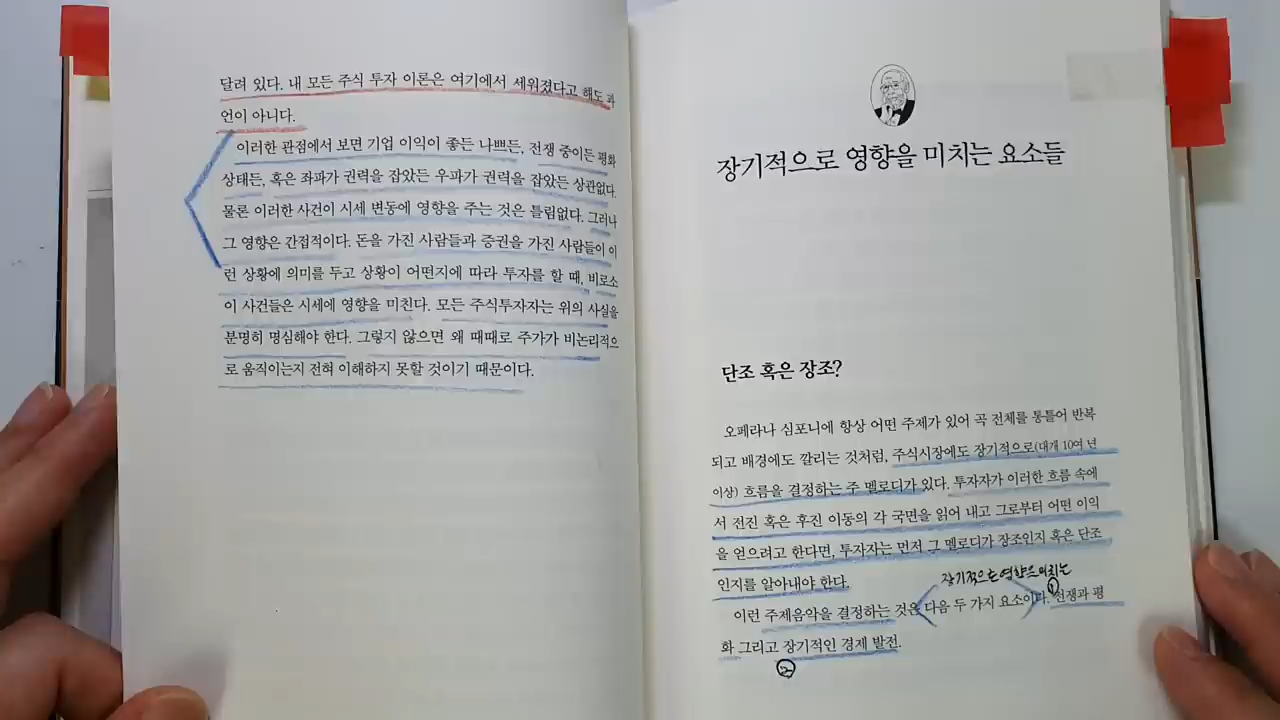 달려 있다. 내 모든 주식 투자 이론은 여기에서 세워졌다고 해도 과
언이 아니다.
이러한 관점에서 보면 기업 이익이 좋든 나쁘든, 전쟁 중이든 평화
상태든, 혹은 좌파가 권력을 잡았든 우파가 권력을 잡았든 상관없다.
물론 이러한 사건이 시세 변동에 영향을 주는 것은 틀림없다. 그러나
그 영향은 간접적이다. 돈을 가진 사람들과 증권을 가진 사람들이 이
런 상황에 의미를 두고 상황이 어떤지에 따라 투자를 할 때, 비로소
이 사건들은 시세에 영향을 미친다. 모든 주식투자자는 위의 사실을
분명히 명심해야 한다. 그렇지 않으면 왜 때때로 주가가 비논리적으
로 움직이는지 전혀 이해하지 못할 것이기 때문이다.
장기적으로 영향을 미치는 요소들
단조 혹은 장조?
오페라나 심포니에 항상 어떤 주제가 있어 곡 전체를 통틀어 반복
되고 배경에도 깔리는 것처럼, 주식시장에도 장기적으로(대개 10여 년
이상) 흐름을 결정하는 주 멜로디가 있다. 투자자가 이러한 흐름 속에
서 전진 혹은 후진 이동의 각 국면을 읽어 내고 그로부터 어떤 이익
을 얻으려고 한다면, 투자자는 먼저 그 멜로디가 장조인지 혹은 단조
인지를 알아내야 한다.
장기적으로 영향을 미치는
①
이런 주제음악을 결정하는 것은 다음 두 가지 요소이다. 전쟁과 평
화 그리고 장기적인 경제 발전.
②